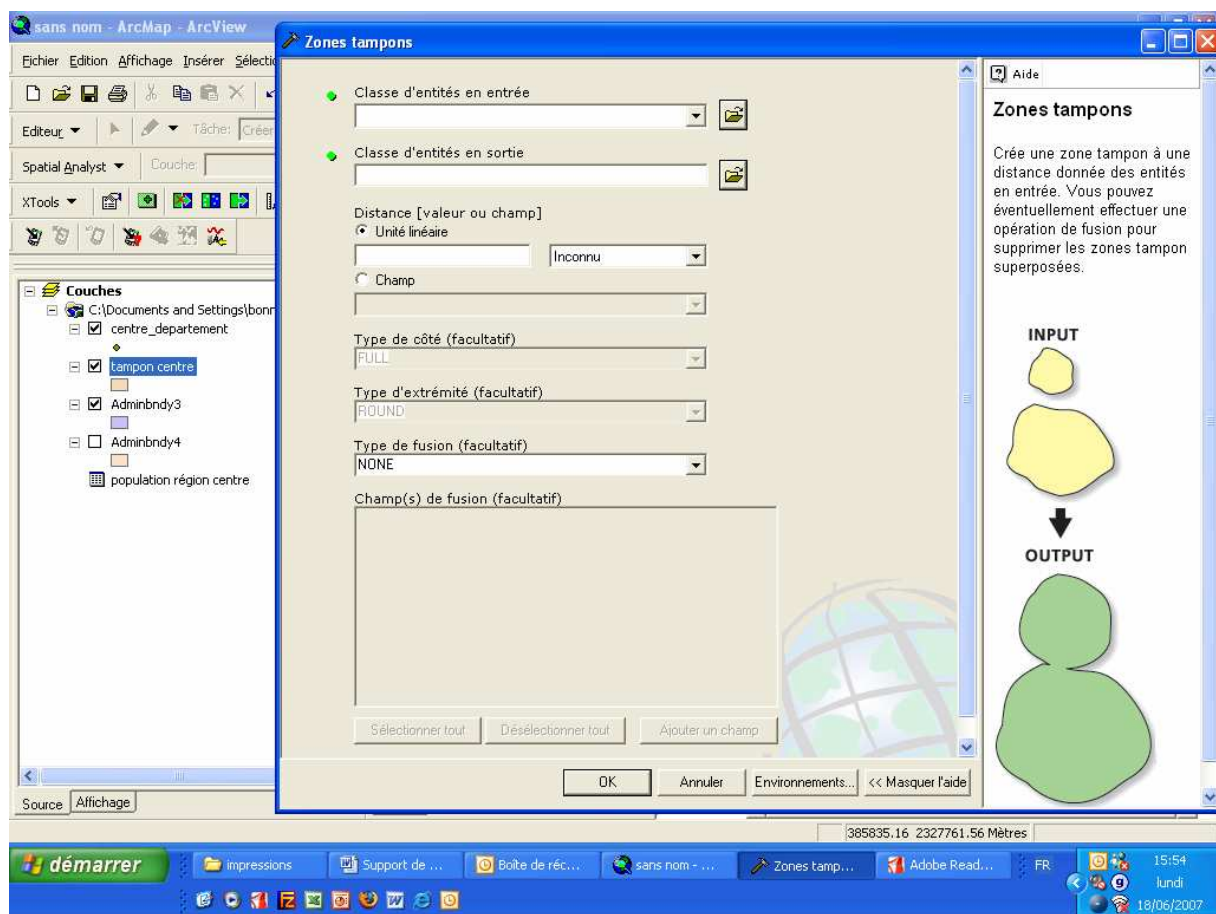 sans nom - ArcMap - ArcView
Fichier Edition Affichage Insérer Sélecti
Editeur Tâche: Créer
Spatial Analyst Couche:
XTools
Couches
C:\Documents and Settings\bonn
centre_departement
tampon centre
Adminbndy3
Adminbndy4
population région centre
Source Affichage
Zones tampons
Classe d'entités en entrée
Classe d'entités en sortie
Distance [valeur ou champ]
Unité linéaire
Inconnu
Champ
Type de côté (facultatif)
FULL
Type d'extrémité (facultatif)
ROUND
Type de fusion (facultatif)
NONE
Champ(s) de fusion (facultatif)
Sélectionner tout Désélectionner tout Ajouter un champ
OK Annuler Environnements... << Masquer l'aide
Aide
Zones tampons
Crée une zone tampon à une
distance donnée des entités
en entrée. Vous pouvez
éventuellement effectuer une
opération de fusion pour
supprimer les zones tampon
superposées.
INPUT
OUTPUT
385835.16 2327761.56 Mètres
démarrer impressions Support de ... Boîte de réc... sans nom - ... Zones tamp... Adobe Read... FR 15:54
lundi
18/06/2007